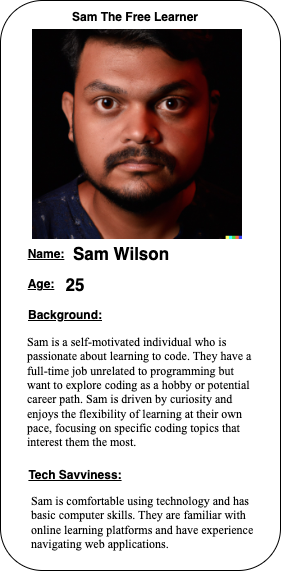 Sam The Free Learner
Name: Sam Wilson
Age: 25
Background:
Sam is a self-motivated individual who is
passionate about learning to code. They have a
full-time job unrelated to programming but
want to explore coding as a hobby or potential
career path. Sam is driven by curiosity and
enjoys the flexibility of learning at their own
pace, focusing on specific coding topics that
interest them the most.
Tech Savviness:
Sam is comfortable using technology and has
basic computer skills. They are familiar with
online learning platforms and have experience
navigating web applications.